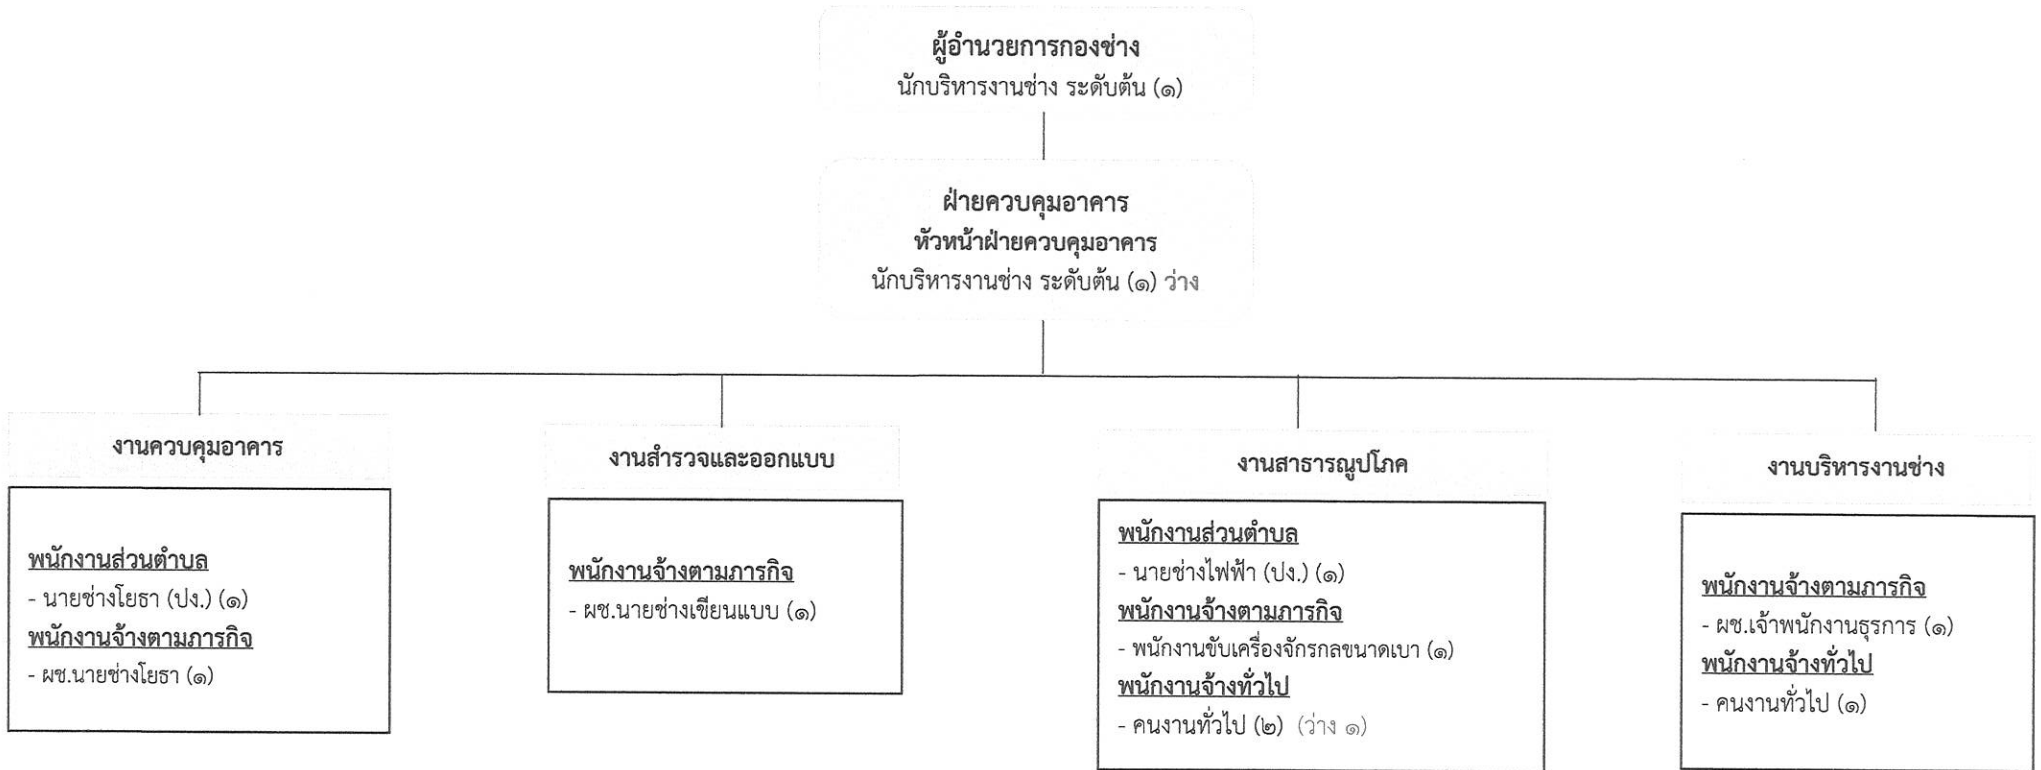 ผู้อำนวยการกองช่าง
นักบริหารงานช่าง ระดับต้น (๑)
ฝ่ายควบคุมอาคาร
หัวหน้าฝ่ายควบคุมอาคาร
นักบริหารงานช่าง ระดับต้น (๑) ว่าง
งานควบคุมอาคาร
พนักงานส่วนตำบล
- นายช่างโยธา (ปง.) (๑)
พนักงานจ้างตามภารกิจ
- ผช.นายช่างโยธา (๑)
งานสำรวจและออกแบบ
พนักงานจ้างตามภารกิจ
- ผช.นายช่างเขียนแบบ (๑)
งานสาธารณูปโภค
พนักงานส่วนตำบล
- นายช่างไฟฟ้า (ปง.) (๑)
พนักงานจ้างตามภารกิจ
- พนักงานขับเครื่องจักรกลขนาดเบา (๑)
พนักงานจ้างทั่วไป
- คนงานทั่วไป (๒) (ว่าง ๑)
งานบริหารงานช่าง
พนักงานจ้างตามภารกิจ
- ผช.เจ้าพนักงานธุรการ (๑)
พนักงานจ้างทั่วไป
- คนงานทั่วไป (๑)